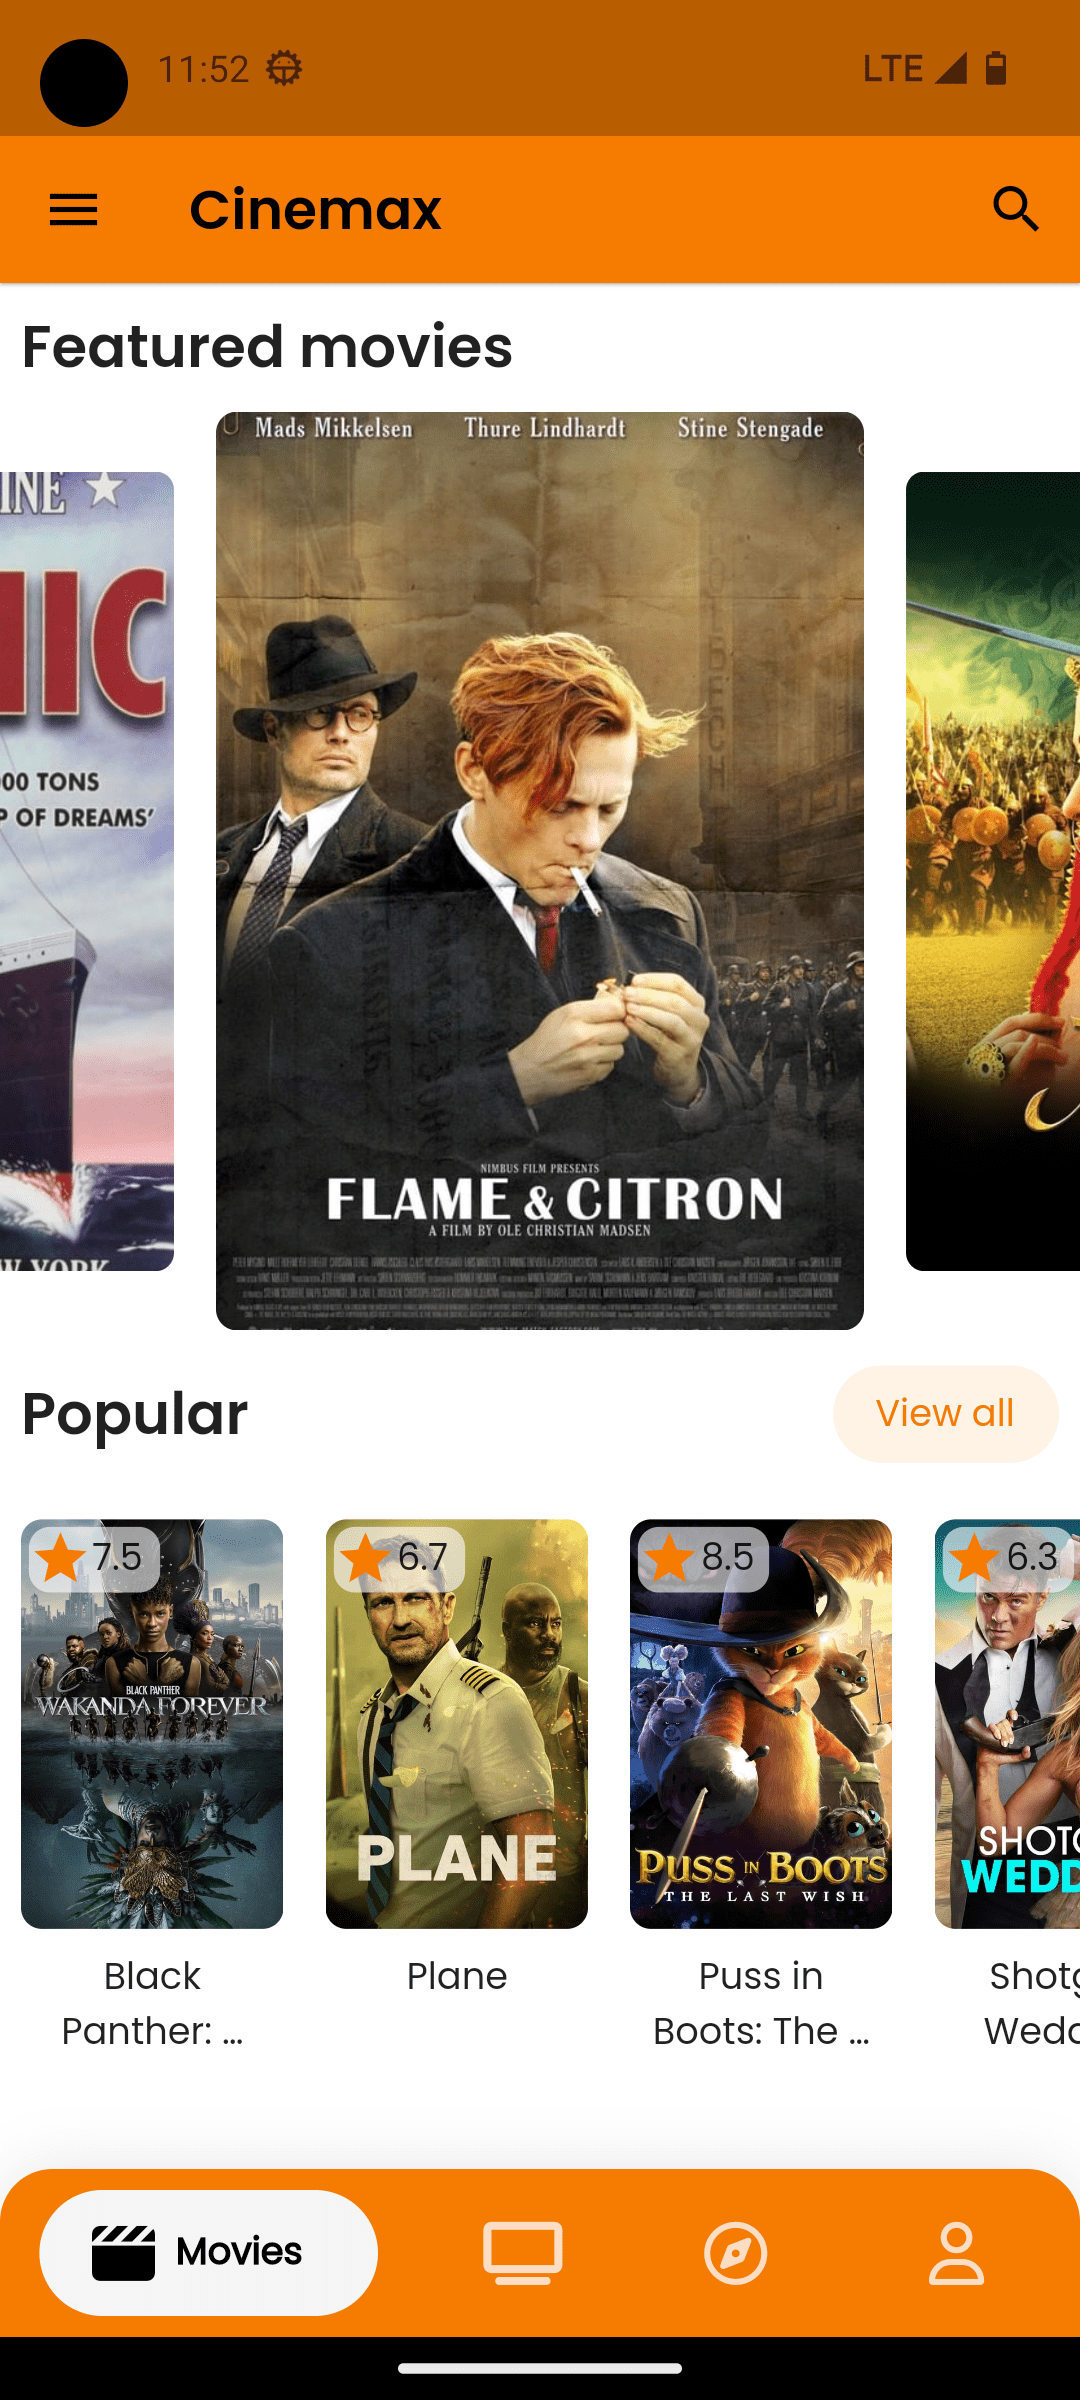 11:52
LTE
Cinemax
Featured movies
INE
NIC
000 TONS
P OF DREAMS'
W YORK
Mads Mikkelsen Thure Lindhardt Stine Stengade
NIMBUS FILM PRESENTS
FLAME & CITRON
A FILM BY OLE CHRISTIAN MADSEN
Popular
View all
7.5
6.7
8.5
6.3
BLACK PANTHER
WAKANDA FOREVER
PLANE
PUSS IN BOOTS
THE LAST WISH
SHOTG
WEDD
Black
Panther: ...
Plane
Puss in
Boots: The ...
Shotg
Wedd
Movies